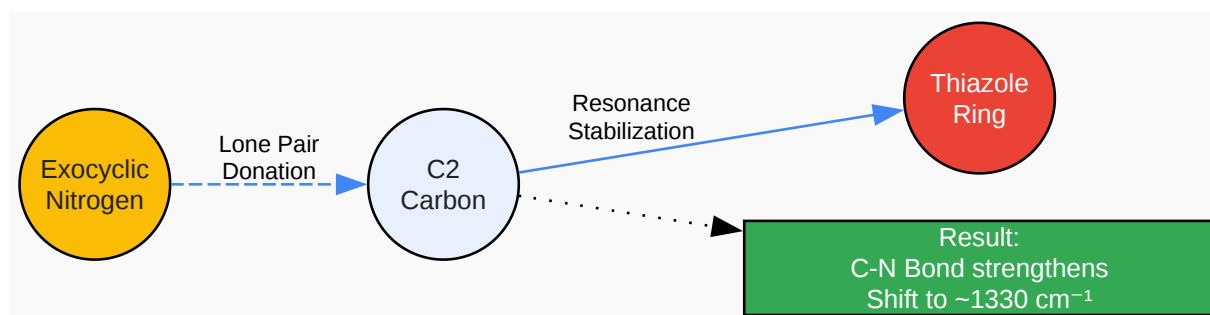 Exocyclic
Nitrogen
Lone Pair
Donation
C2
Carbon
Resonance
Stabilization
Thiazole
Ring
Result:
C-N Bond strengthens
Shift to ~1330 cm⁻¹